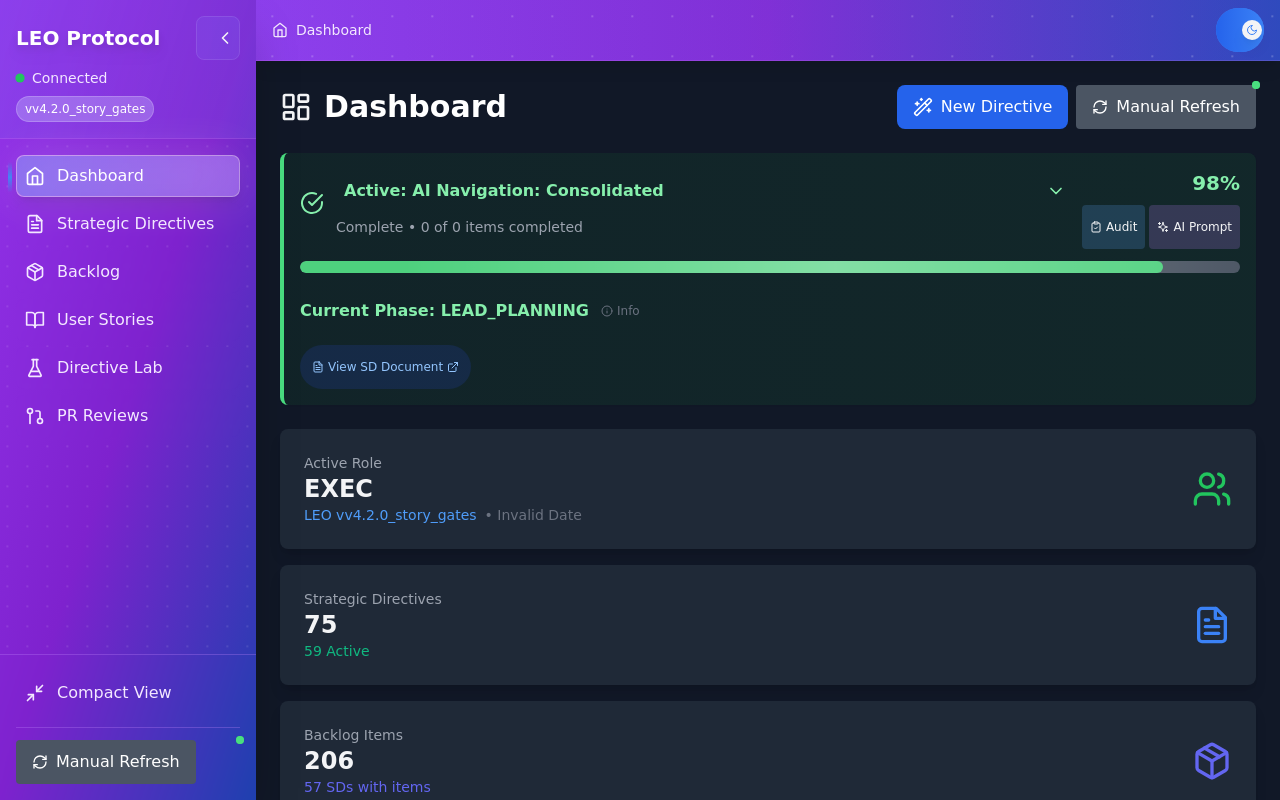 LEO Protocol
Connected
vv4.2.0_story_gates
Dashboard
Strategic Directives
Backlog
User Stories
Directive Lab
PR Reviews
Compact View
Manual Refresh
Dashboard
Dashboard
New Directive
Manual Refresh
Active: AI Navigation: Consolidated
98%
Complete • 0 of 0 items completed
Audit
AI Prompt
Current Phase: LEAD_PLANNING
Info
View SD Document
Active Role
EXEC
LEO vv4.2.0_story_gates • Invalid Date
Strategic Directives
75
59 Active
Backlog Items
206
57 SDs with items